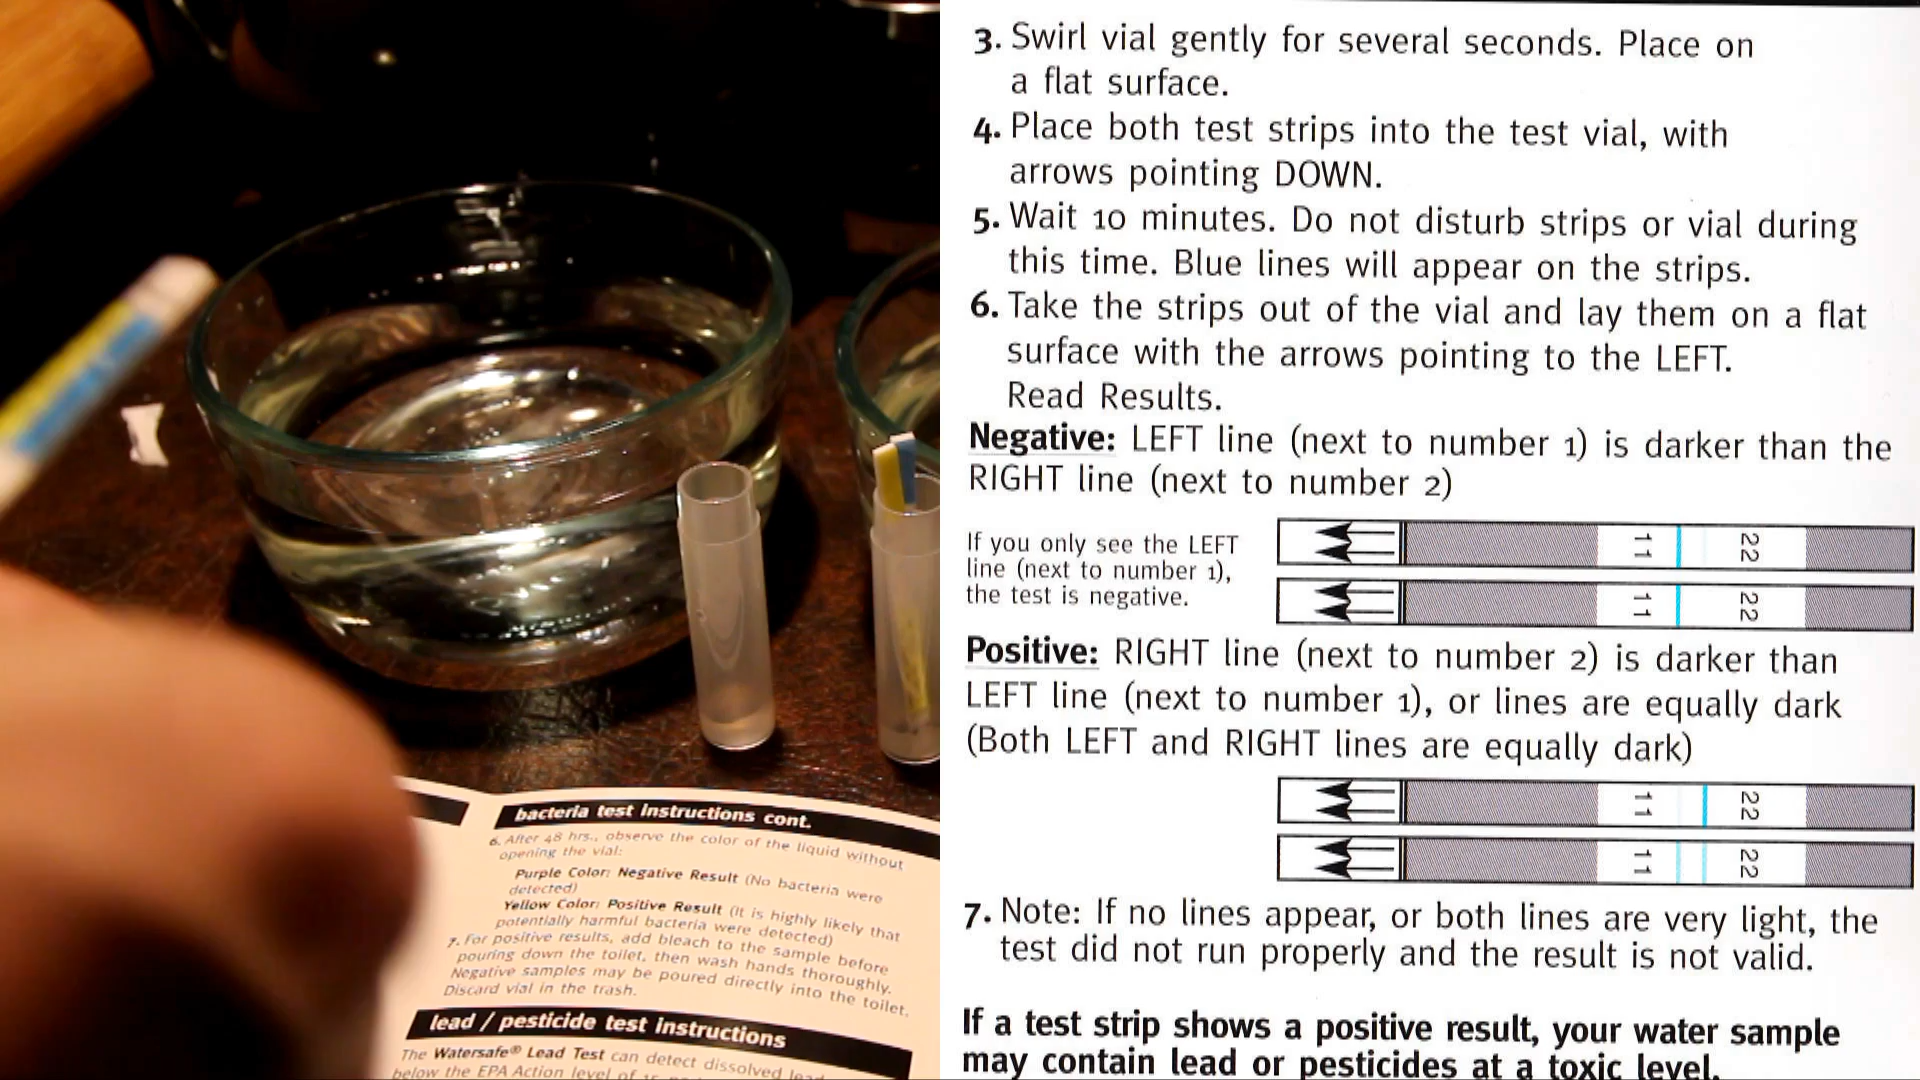 3. Swirl vial gently for several seconds. Place on
a flat surface.
4. Place both test strips into the test vial, with
arrows pointing DOWN.
5. Wait 10 minutes. Do not disturb strips or vial during
this time. Blue lines will appear on the strips.
6. Take the strips out of the vial and lay them on a flat
surface with the arrows pointing to the LEFT.
Read Results.
Negative: LEFT line (next to number 1) is darker than the
RIGHT line (next to number 2)
If you only see the LEFT
line (next to number 1),
the test is negative.
11 22
11 22
Positive: RIGHT line (next to number 2) is darker than
LEFT line (next to number 1), or lines are equally dark
(Both LEFT and RIGHT lines are equally dark)
11 22
11 22
7. Note: If no lines appear, or both lines are very light, the
test did not run properly and the result is not valid.
If a test strip shows a positive result, your water sample
may contain lead or pesticides at a toxic level.
bacteria test instructions cont.
6. After 48 hrs., observe the color of the liquid without
opening the vial:
Purple Color: Negative Result (No bacteria were
detected)
Yellow Color: Positive Result (It is highly likely that
potentially harmful bacteria were detected)
7. For positive results, add bleach to the sample before
pouring down the toilet, then wash hands thoroughly.
Negative samples may be poured directly into the toilet.
Discard vial in the trash.
lead / pesticide test instructions
The Watersafe® Lead Test can detect dissolved lead
below the EPA Action level of 15